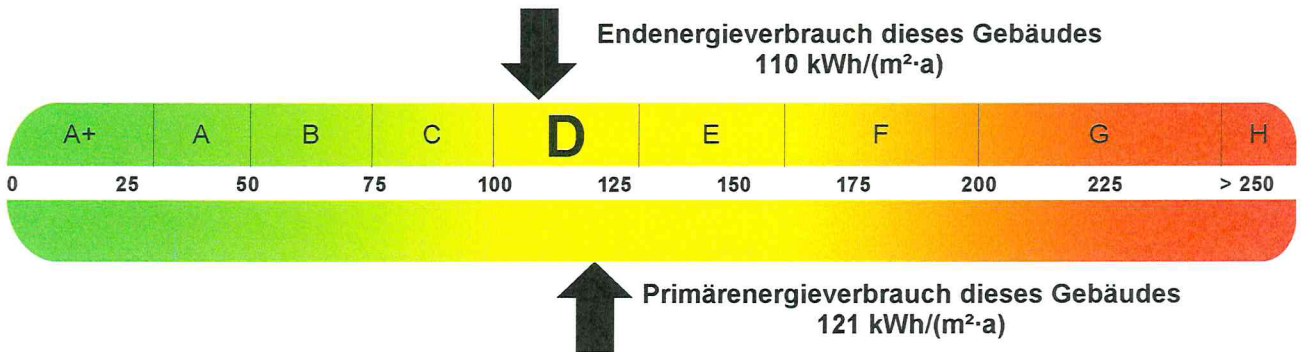 Endenergieverbrauch dieses Gebäudes
110 kWh/(m²·a)
A+ A B C D E F G H
0 25 50 75 100 125 150 175 200 225 > 250
Primärenergieverbrauch dieses Gebäudes
121 kWh/(m²·a)